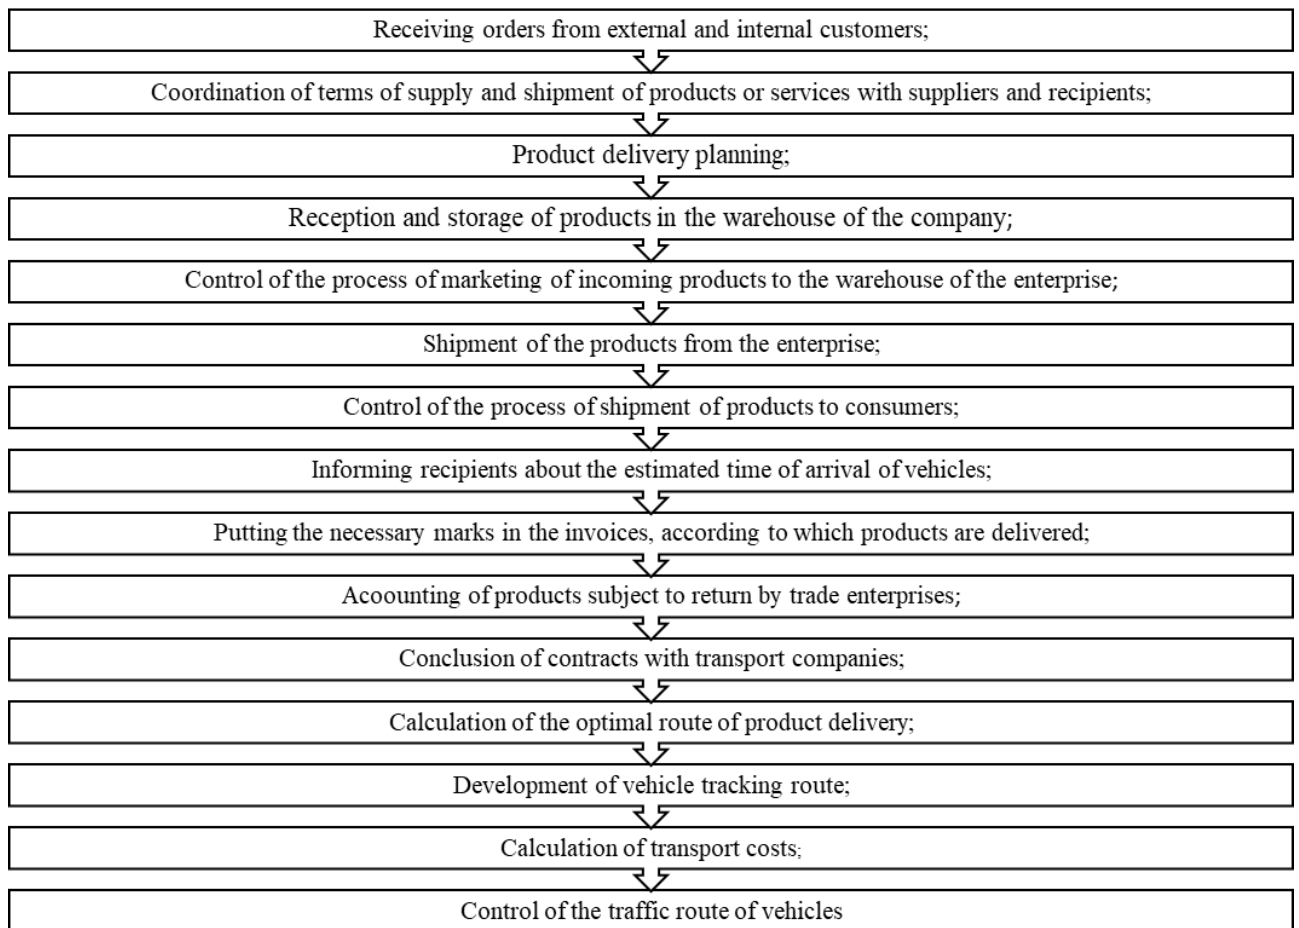 Receiving orders from external and internal customers;
Coordination of terms of supply and shipment of products or services with suppliers and recipients;
Product delivery planning;
Reception and storage of products in the warehouse of the company;
Control of the process of marketing of incoming products to the warehouse of the enterprise;
Shipment of the products from the enterprise;
Control of the process of shipment of products to consumers;
Informing recipients about the estimated time of arrival of vehicles;
Putting the necessary marks in the invoices, according to which products are delivered;
Acoounting of products subject to return by trade enterprises;
Conclusion of contracts with transport companies;
Calculation of the optimal route of product delivery;
Development of vehicle tracking route;
Calculation of transport costs;
Control of the traffic route of vehicles